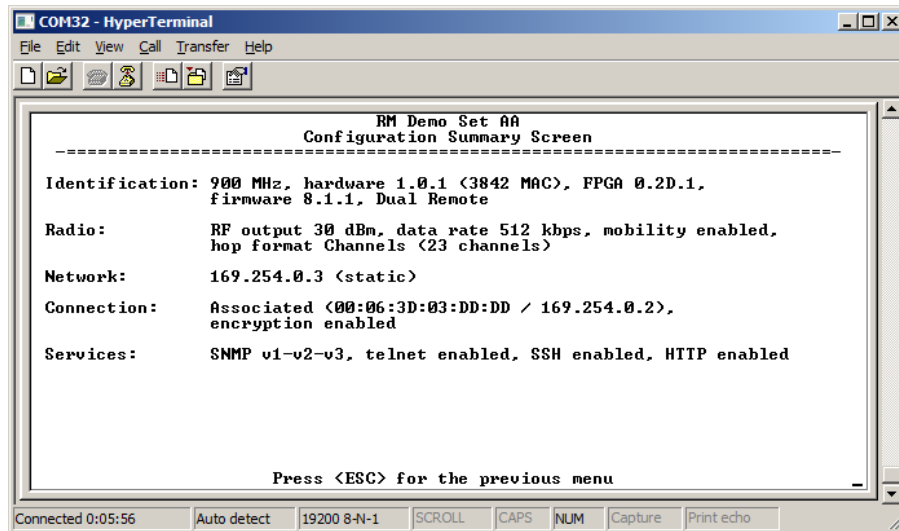 COM32 - HyperTerminal
File Edit View Call Transfer Help
RM Demo Set AA
Configuration Summary Screen
-==========================================================================-
Identification: 900 MHz, hardware 1.0.1 (3842 MAC), FPGA 0.2D.1,
firmware 8.1.1, Dual Remote
Radio: RF output 30 dBm, data rate 512 kbps, mobility enabled,
hop format Channels (23 channels)
Network: 169.254.0.3 (static)
Connection: Associated (00:06:3D:03:DD:DD / 169.254.0.2),
encryption enabled
Services: SNMP v1-v2-v3, telnet enabled, SSH enabled, HTTP enabled
Press <ESC> for the previous menu _
Connected 0:05:56 Auto detect 19200 8-N-1 SCROLL CAPS NUM Capture Print echo